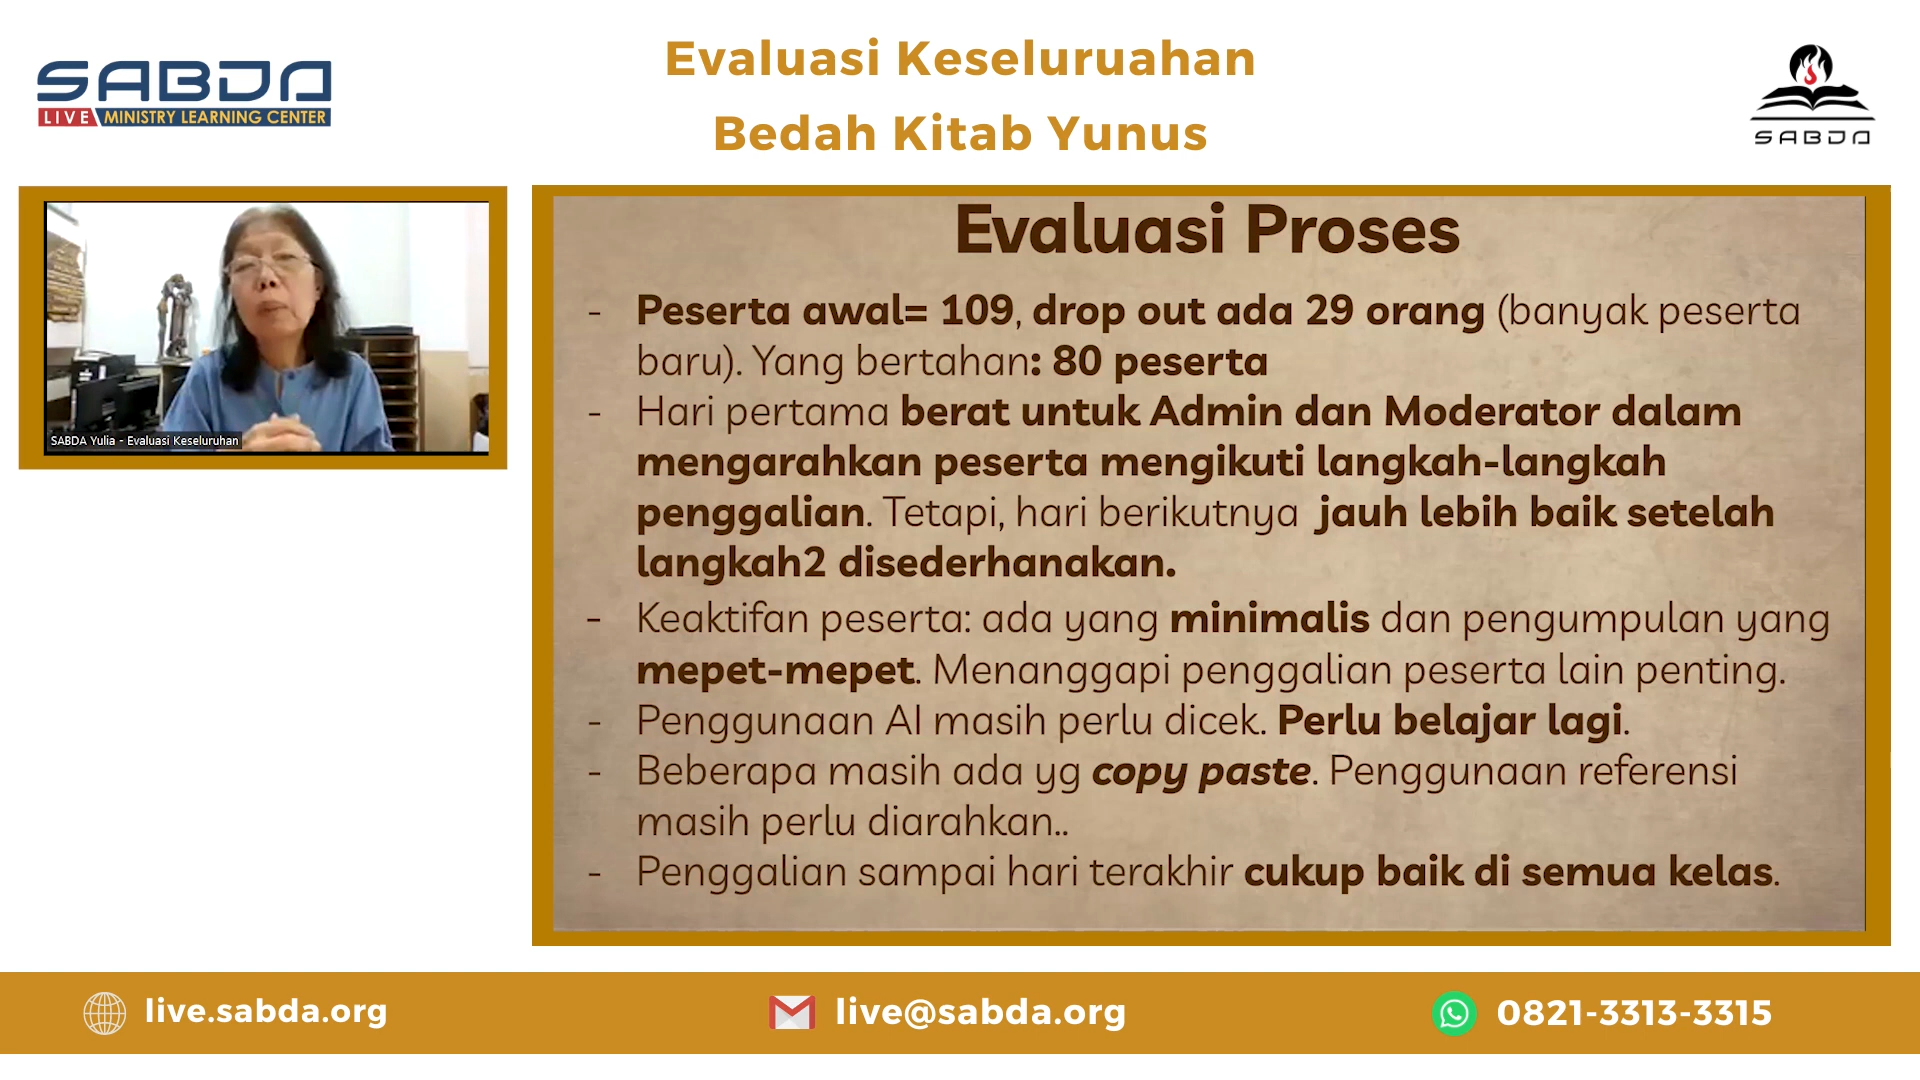 SABDA
LIVE MINISTRY LEARNING CENTER
Evaluasi Keseluruahan
Bedah Kitab Yunus
SABDA
SABDA Yulia - Evaluasi Keseluruhan
Evaluasi Proses
- Peserta awal= 109, drop out ada 29 orang (banyak peserta
baru). Yang bertahan: 80 peserta
- Hari pertama berat untuk Admin dan Moderator dalam
mengarahkan peserta mengikuti langkah-langkah
penggalian. Tetapi, hari berikutnya jauh lebih baik setelah
langkah2 disederhanakan.
- Keaktifan peserta: ada yang minimalis dan pengumpulan yang
mepet-mepet. Menanggapi penggalian peserta lain penting.
- Penggunaan AI masih perlu dicek. Perlu belajar lagi.
- Beberapa masih ada yg copy paste. Penggunaan referensi
masih perlu diarahkan..
- Penggalian sampai hari terakhir cukup baik di semua kelas.
live.sabda.org
live@sabda.org
0821-3313-3315